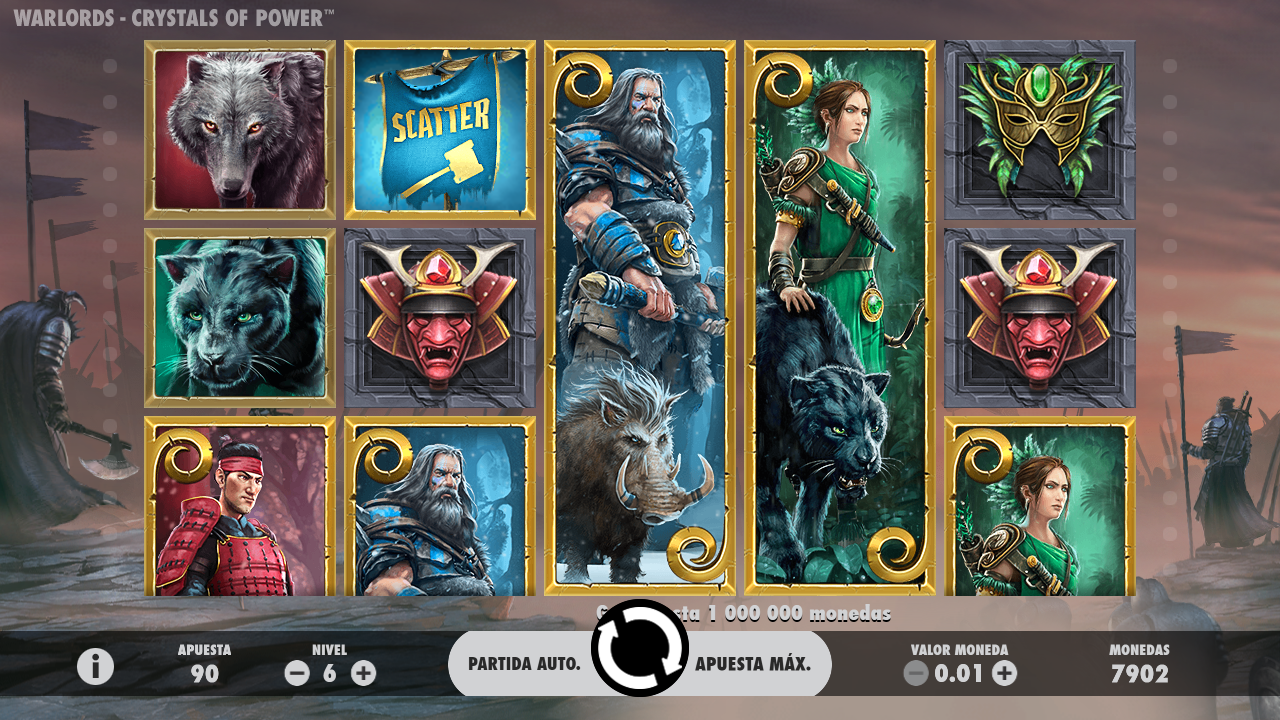 WARLORDS - CRYSTALS OF POWER™
SCATTER
1 000 000 monedas
APUESTA
90
NIVEL
6
PARTIDA AUTO.
APUESTA MÁX.
VALOR MONEDA
0.01
MONEDAS
7902